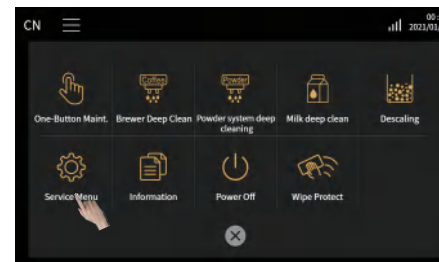 CN
00:
2021/01/
Coffee
Powder
One-Button Maint. Brewer Deep Clean Powder system deep cleaning Milk deep clean Descaling
Service Menu Information Power Off Wipe Protect